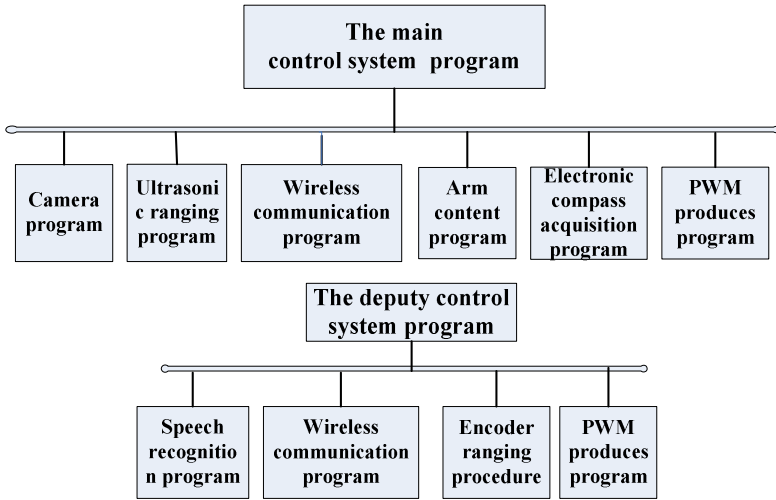 The main
control system program
Camera
program
Ultrasoni
c ranging
program
Wireless
communication
program
Arm
content
program
Electronic
compass
acquisition
program
PWM
produces
program
The deputy control
system program
Speech
recognitio
n program
Wireless
communication
program
Encoder
ranging
procedure
PWM
produces
program